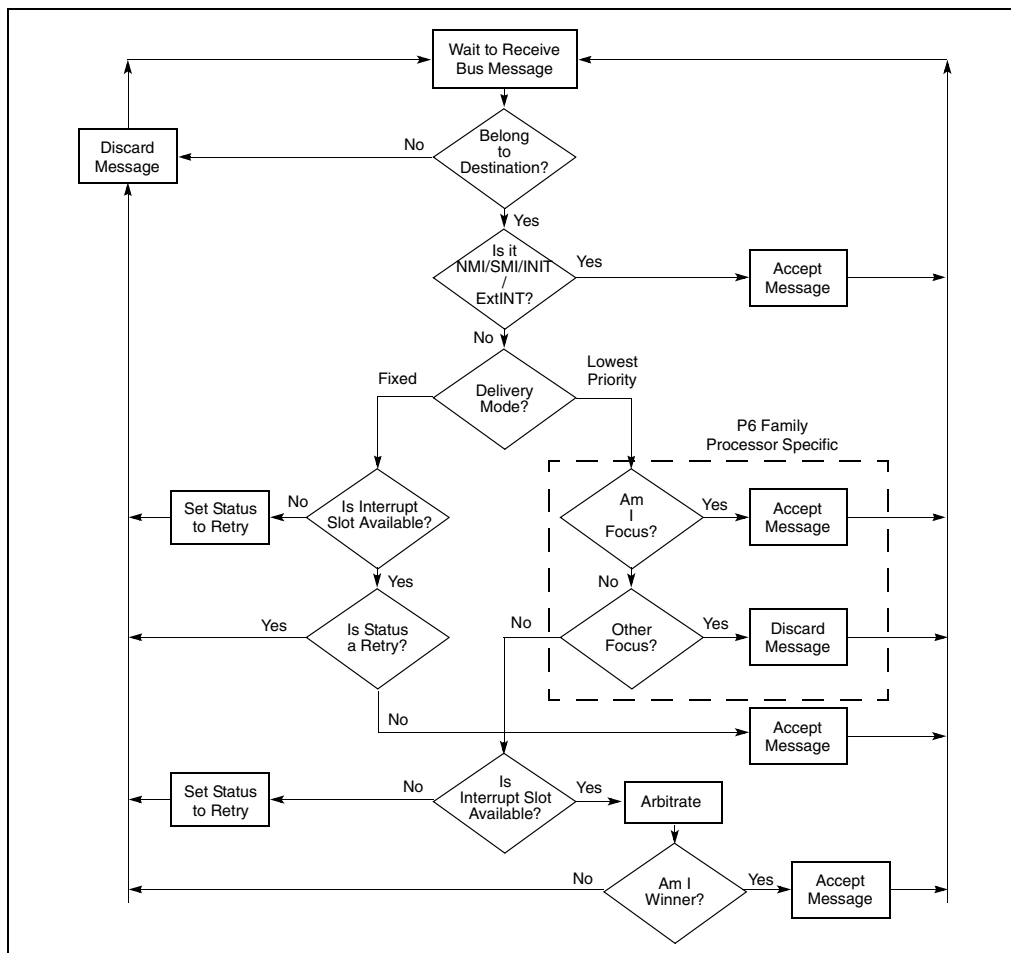 Wait to Receive
Bus Message
Belong
to
Destination?
No
Discard
Message
Yes
Is it
NMI/SMI/INIT
/
ExtINT?
Yes
Accept
Message
No
Delivery
Mode?
Fixed
Lowest
Priority
P6 Family
Processor Specific
Is Interrupt
Slot Available?
No
Set Status
to Retry
Am
I
Focus?
Yes
Accept
Message
Yes
No
Is Status
a Retry?
Yes
Other
Focus?
No
Yes
Discard
Message
No
Accept
Message
Is
Interrupt Slot
Available?
No
Set Status
to Retry
Yes
Arbitrate
Am I
Winner?
No
Yes
Accept
Message